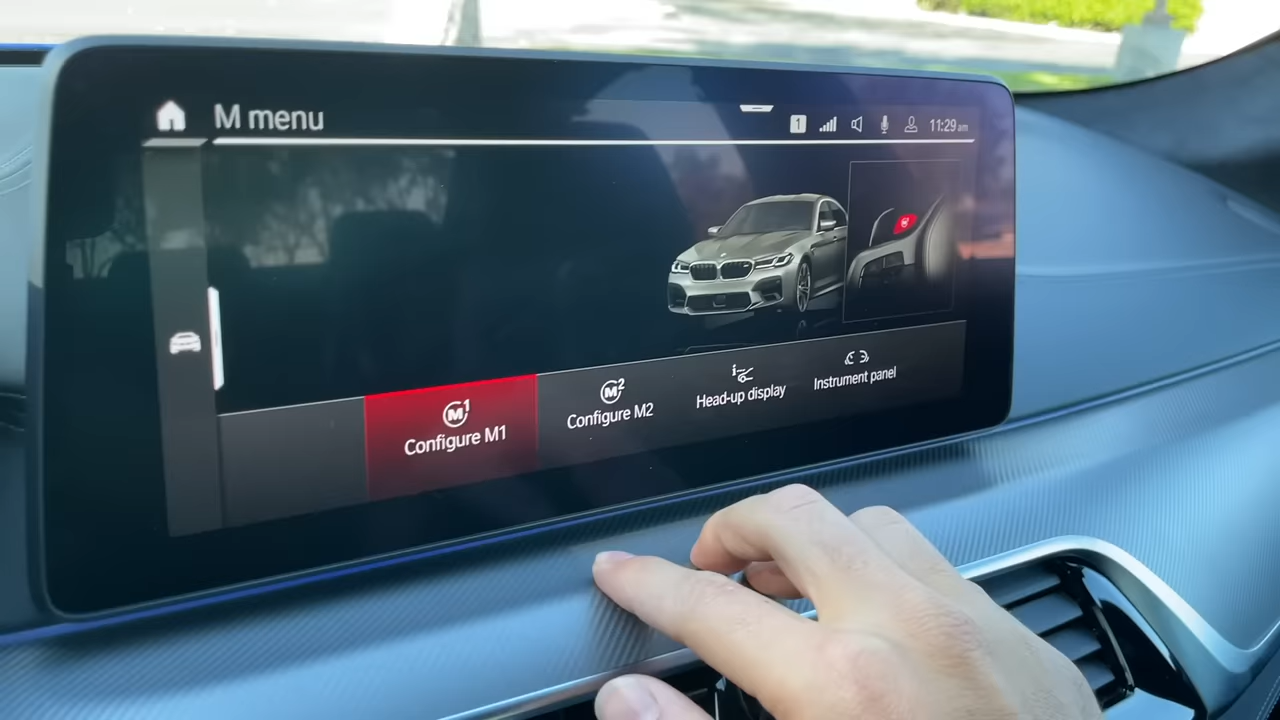 M menu
1
11:29 am
M1
Configure M1
M2
Configure M2
Head-up display
Instrument panel